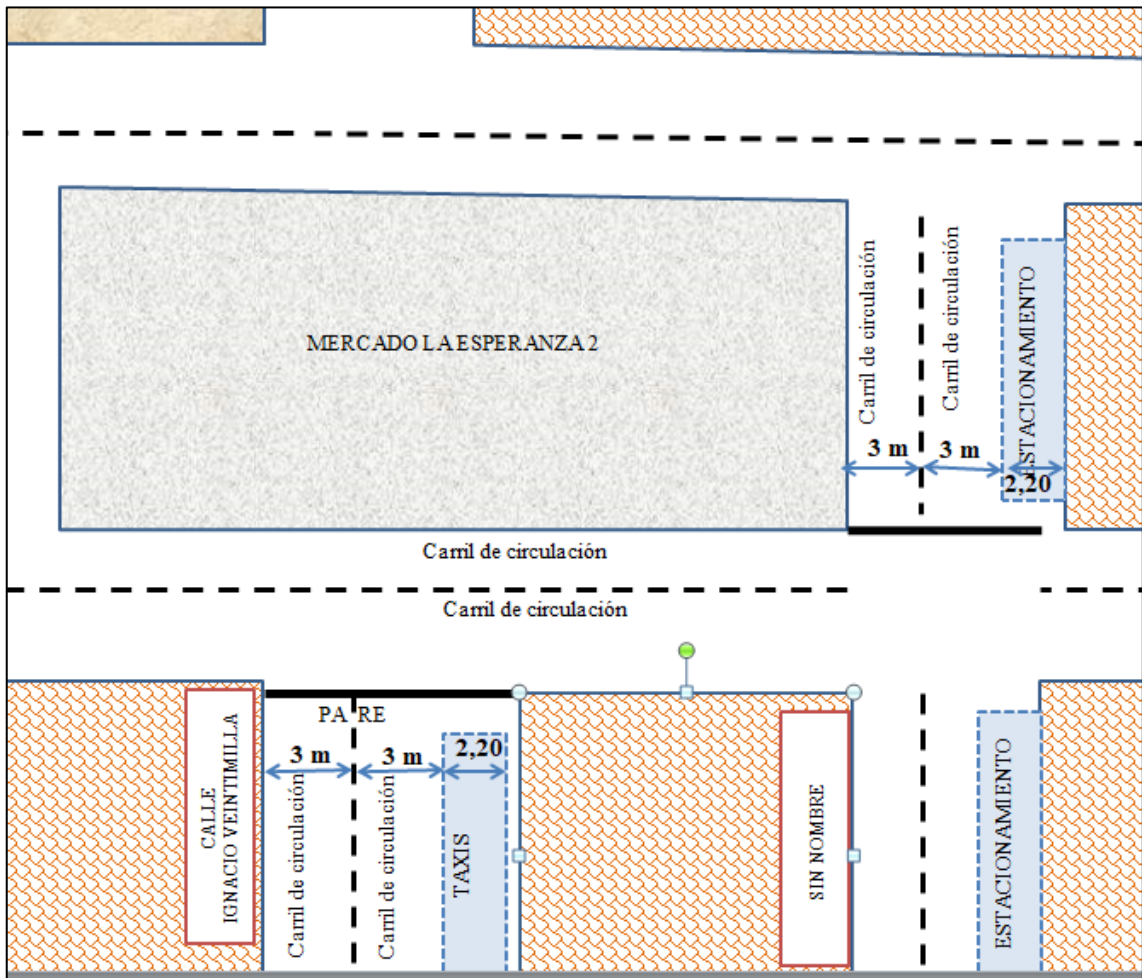 MERCADO LA ESPERANZA 2
Carril de circulación
Carril de circulación
ESTACIONAMIENTO
3 m
3 m
2,20
Carril de circulación
Carril de circulación
CALLE
IGNACIO VEINTIMILLA
PA RE
3 m
3 m
2,20
Carril de circulación
Carril de circulación
TAXIS
SIN NOMBRE
ESTACIONAMIENTO